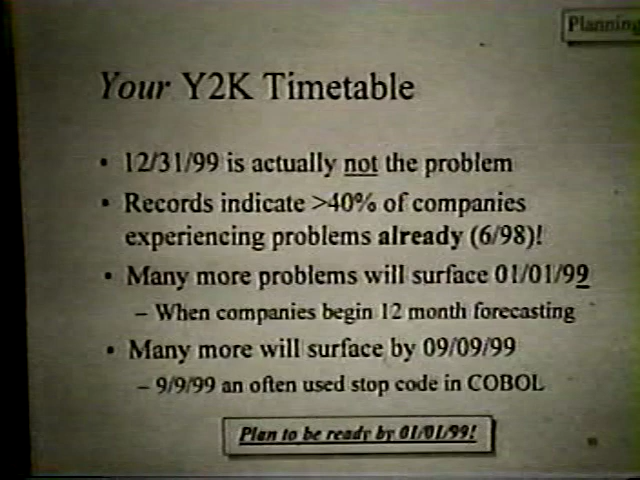 Planning
Your Y2K Timetable
• 12/31/99 is actually not the problem
• Records indicate >40% of companies
experiencing problems already (6/98)!
• Many more problems will surface 01/01/99
– When companies begin 12 month forecasting
• Many more will surface by 09/09/99
– 9/9/99 an often used stop code in COBOL
Plan to be ready by 01/01/99!